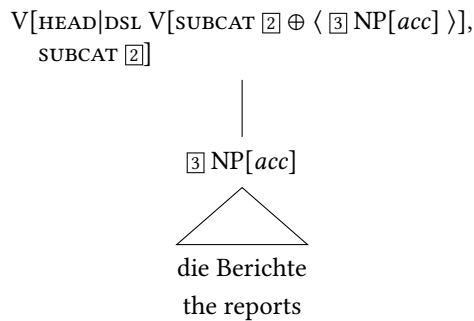 V[HEAD|DSL V[SUBCAT 2 ⊕ ⟨ 3 NP[acc] ⟩],
SUBCAT 2]
3 NP[acc]
die Berichte
the reports